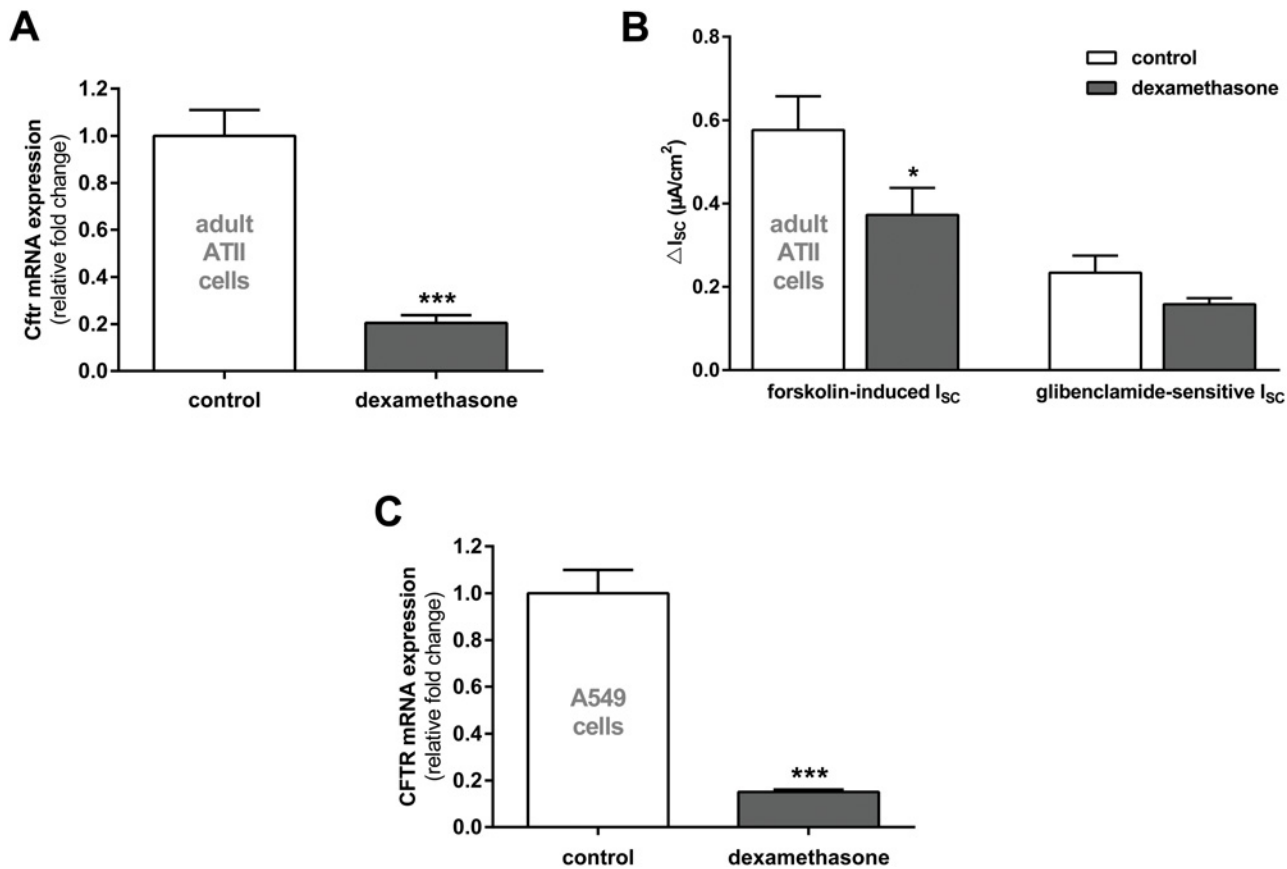 A
Cftr mRNA expression
(relative fold change)
1.2
1.0
0.8
0.6
0.4
0.2
0.0
adult
ATII
cells
***
control
dexamethasone
B
△I_SC (µA/cm²)
0.8
0.6
0.4
0.2
0.0
control
dexamethasone
adult
ATII
cells
*
forskolin-induced I_SC
glibenclamide-sensitive I_SC
C
CFTR mRNA expression
(relative fold change)
1.2
1.0
0.8
0.6
0.4
0.2
0.0
A549
cells
***
control
dexamethasone